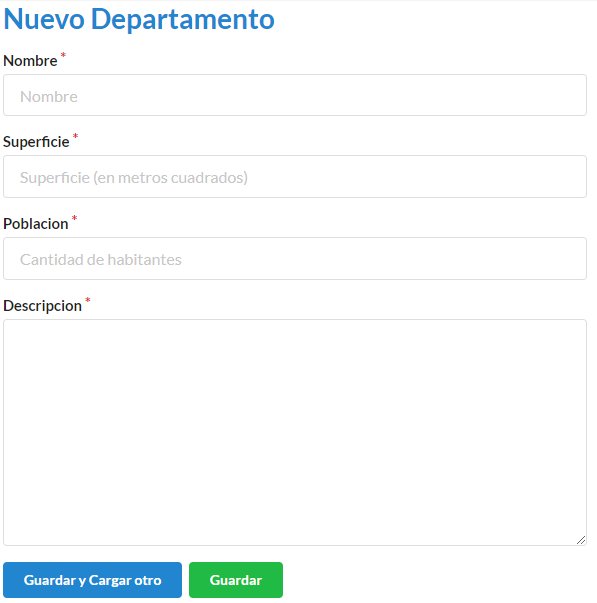 Nuevo Departamento
Nombre *
Nombre
Superficie *
Superficie (en metros cuadrados)
Poblacion *
Cantidad de habitantes
Descripcion *
Guardar y Cargar otro Guardar